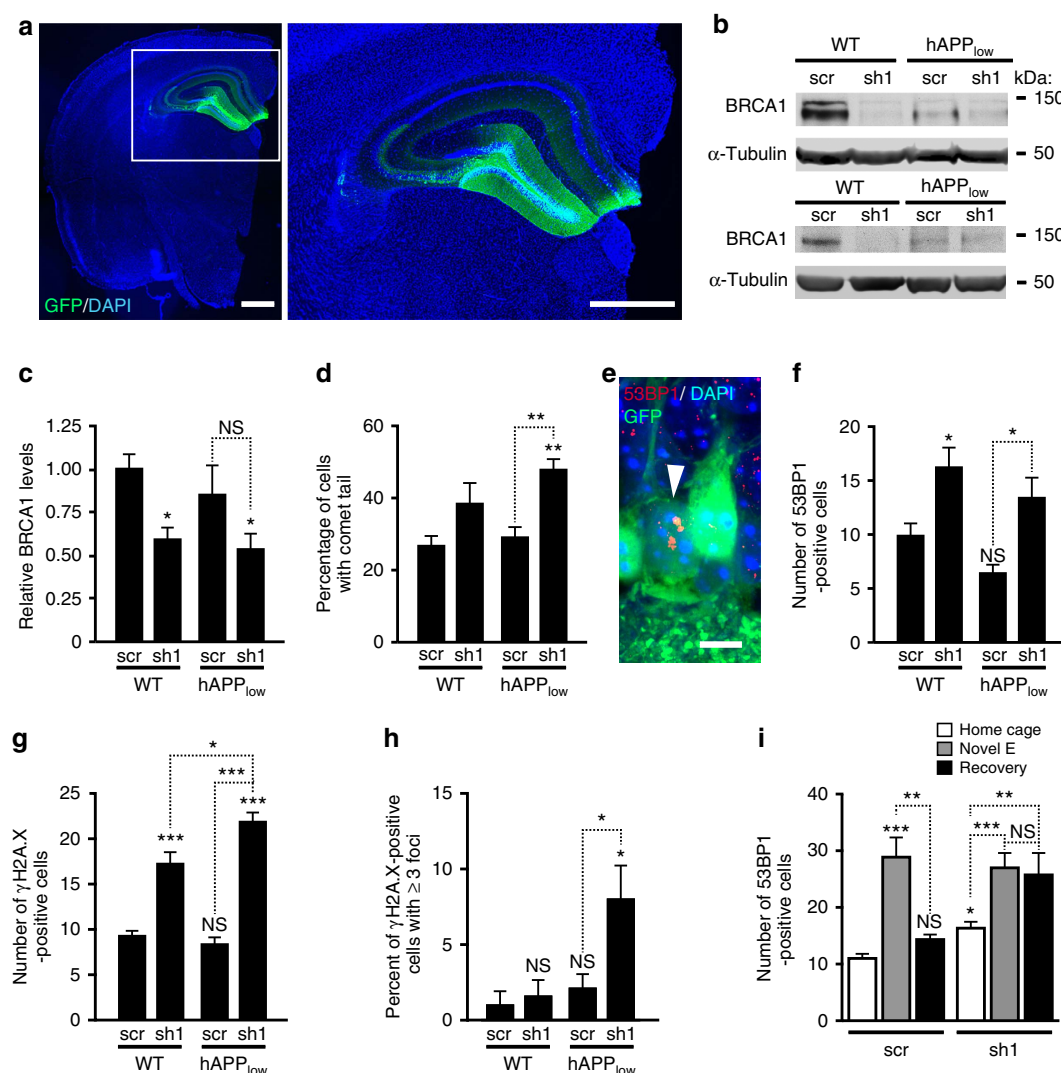 a
GFP/DAPI
b
WT hAPPlow
scr sh1 scr sh1 kDa:
BRCA1 150
α-Tubulin 50
WT hAPPlow
scr sh1 scr sh1
BRCA1 150
α-Tubulin 50
c
Relative BRCA1 levels
1.25
1.00
0.75
0.50
0.25
0
* NS *
scr sh1 scr sh1
WT hAPPlow
d
Percentage of cells
with comet tail
60
40
20
0
**
**
scr sh1 scr sh1
WT hAPPlow
e
53BP1/ DAPI
GFP
f
Number of 53BP1
-positive cells
20
15
10
5
0
* NS *
scr sh1 scr sh1
WT hAPPlow
g
Number of γH2A.X
-positive cells
25
20
15
10
5
0
*
***
*** NS ***
scr sh1 scr sh1
WT hAPPlow
h
Percent of γH2A.X-positive
cells with ≥ 3 foci
15
10
5
0
*
NS NS *
scr sh1 scr sh1
WT hAPPlow
i
Home cage
Novel E
Recovery
Number of 53BP1
-positive cells
40
30
20
10
0
** **
*** *** NS
NS *
scr sh1